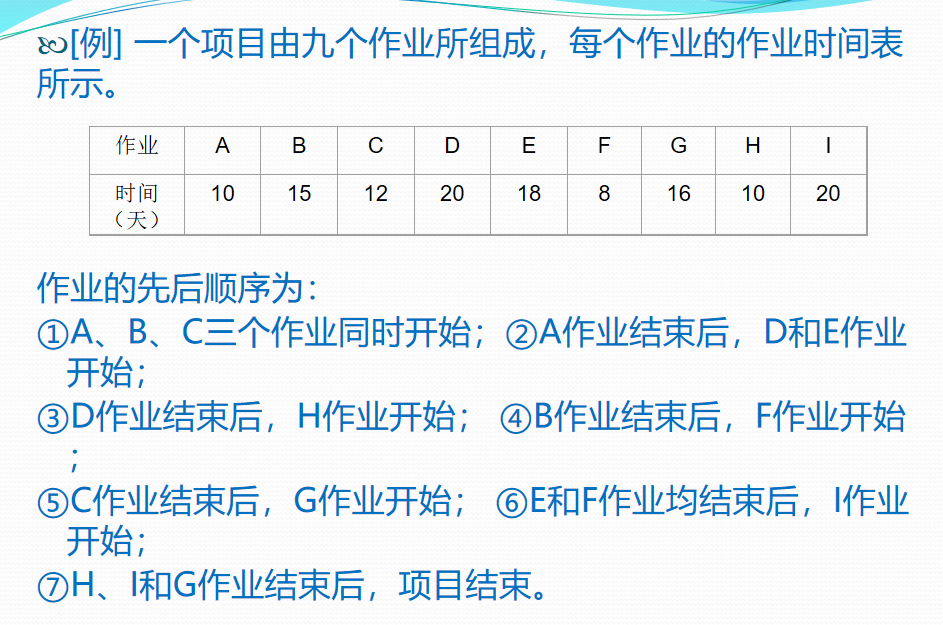 [例] 一个项目由九个作业所组成，每个作业的作业时间表
所示。
作业 A B C D E F G H I
时间
（天） 10 15 12 20 18 8 16 10 20
作业的先后顺序为：
①A、B、C三个作业同时开始；②A作业结束后，D和E作业
开始；
③D作业结束后，H作业开始； ④B作业结束后，F作业开始
；
⑤C作业结束后，G作业开始； ⑥E和F作业均结束后，I作业
开始；
⑦H、I和G作业结束后，项目结束。